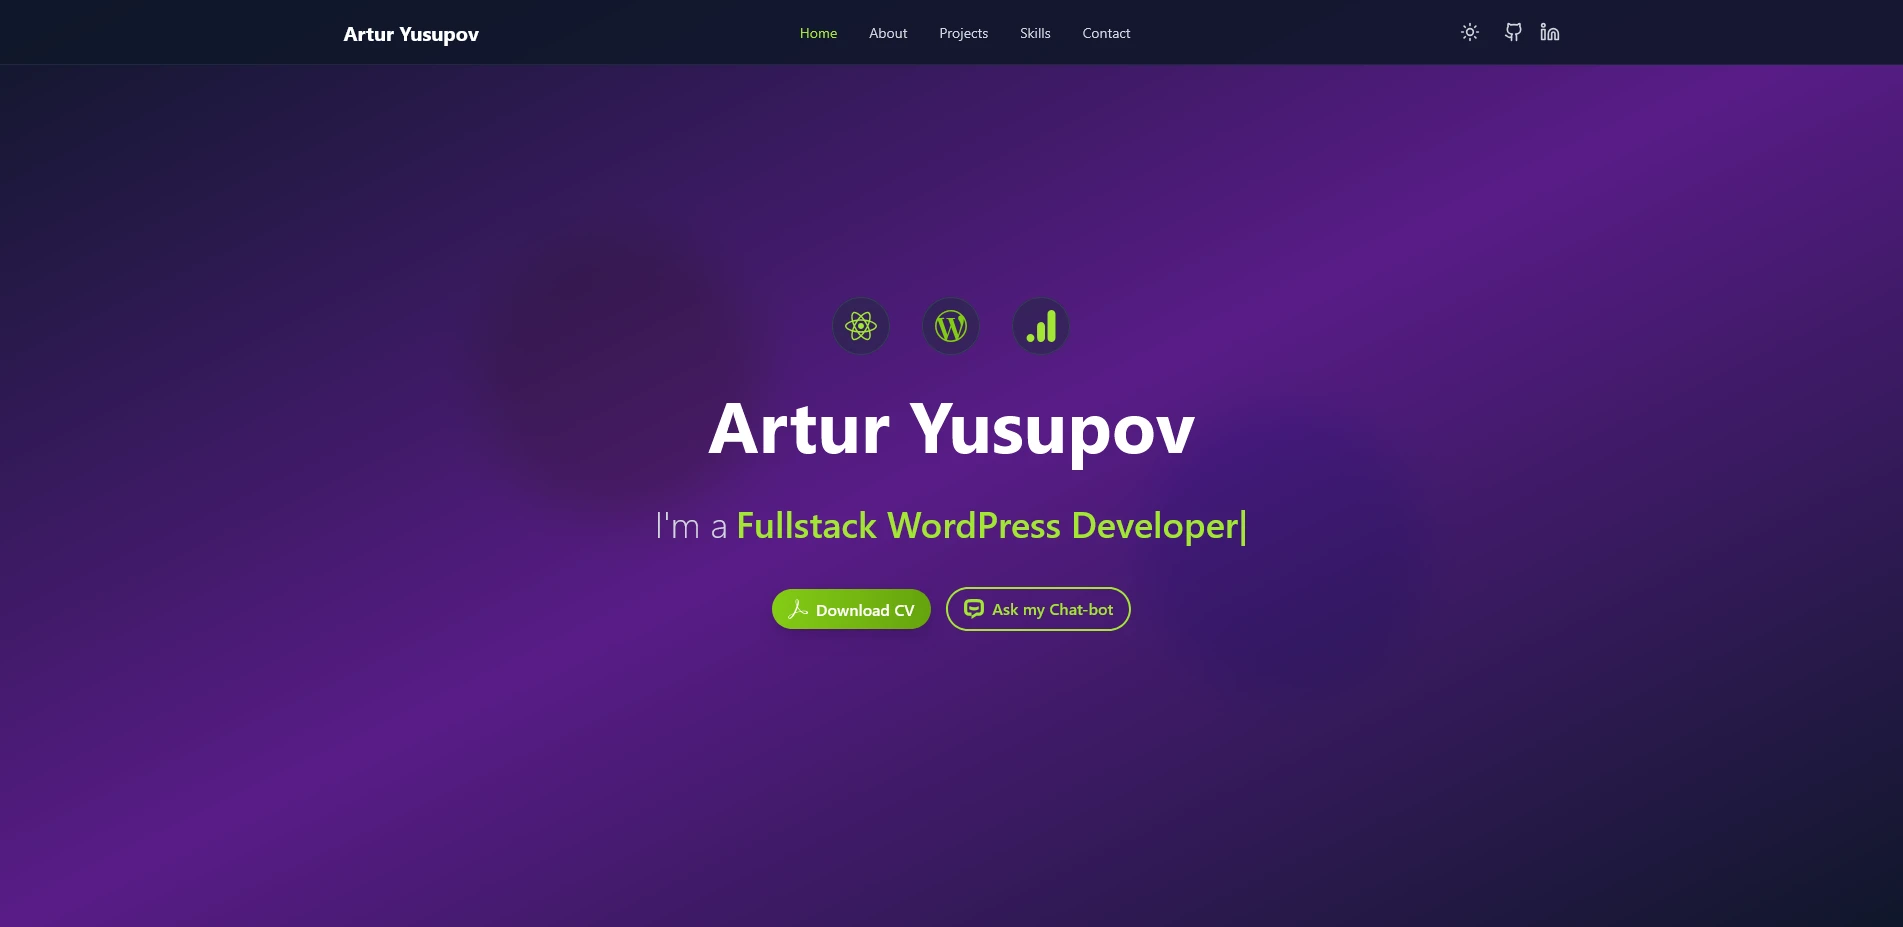 Artur Yusupov
Home About Projects Skills Contact
Artur Yusupov
I'm a Fullstack WordPress Developer|
Download CV
Ask my Chat-bot